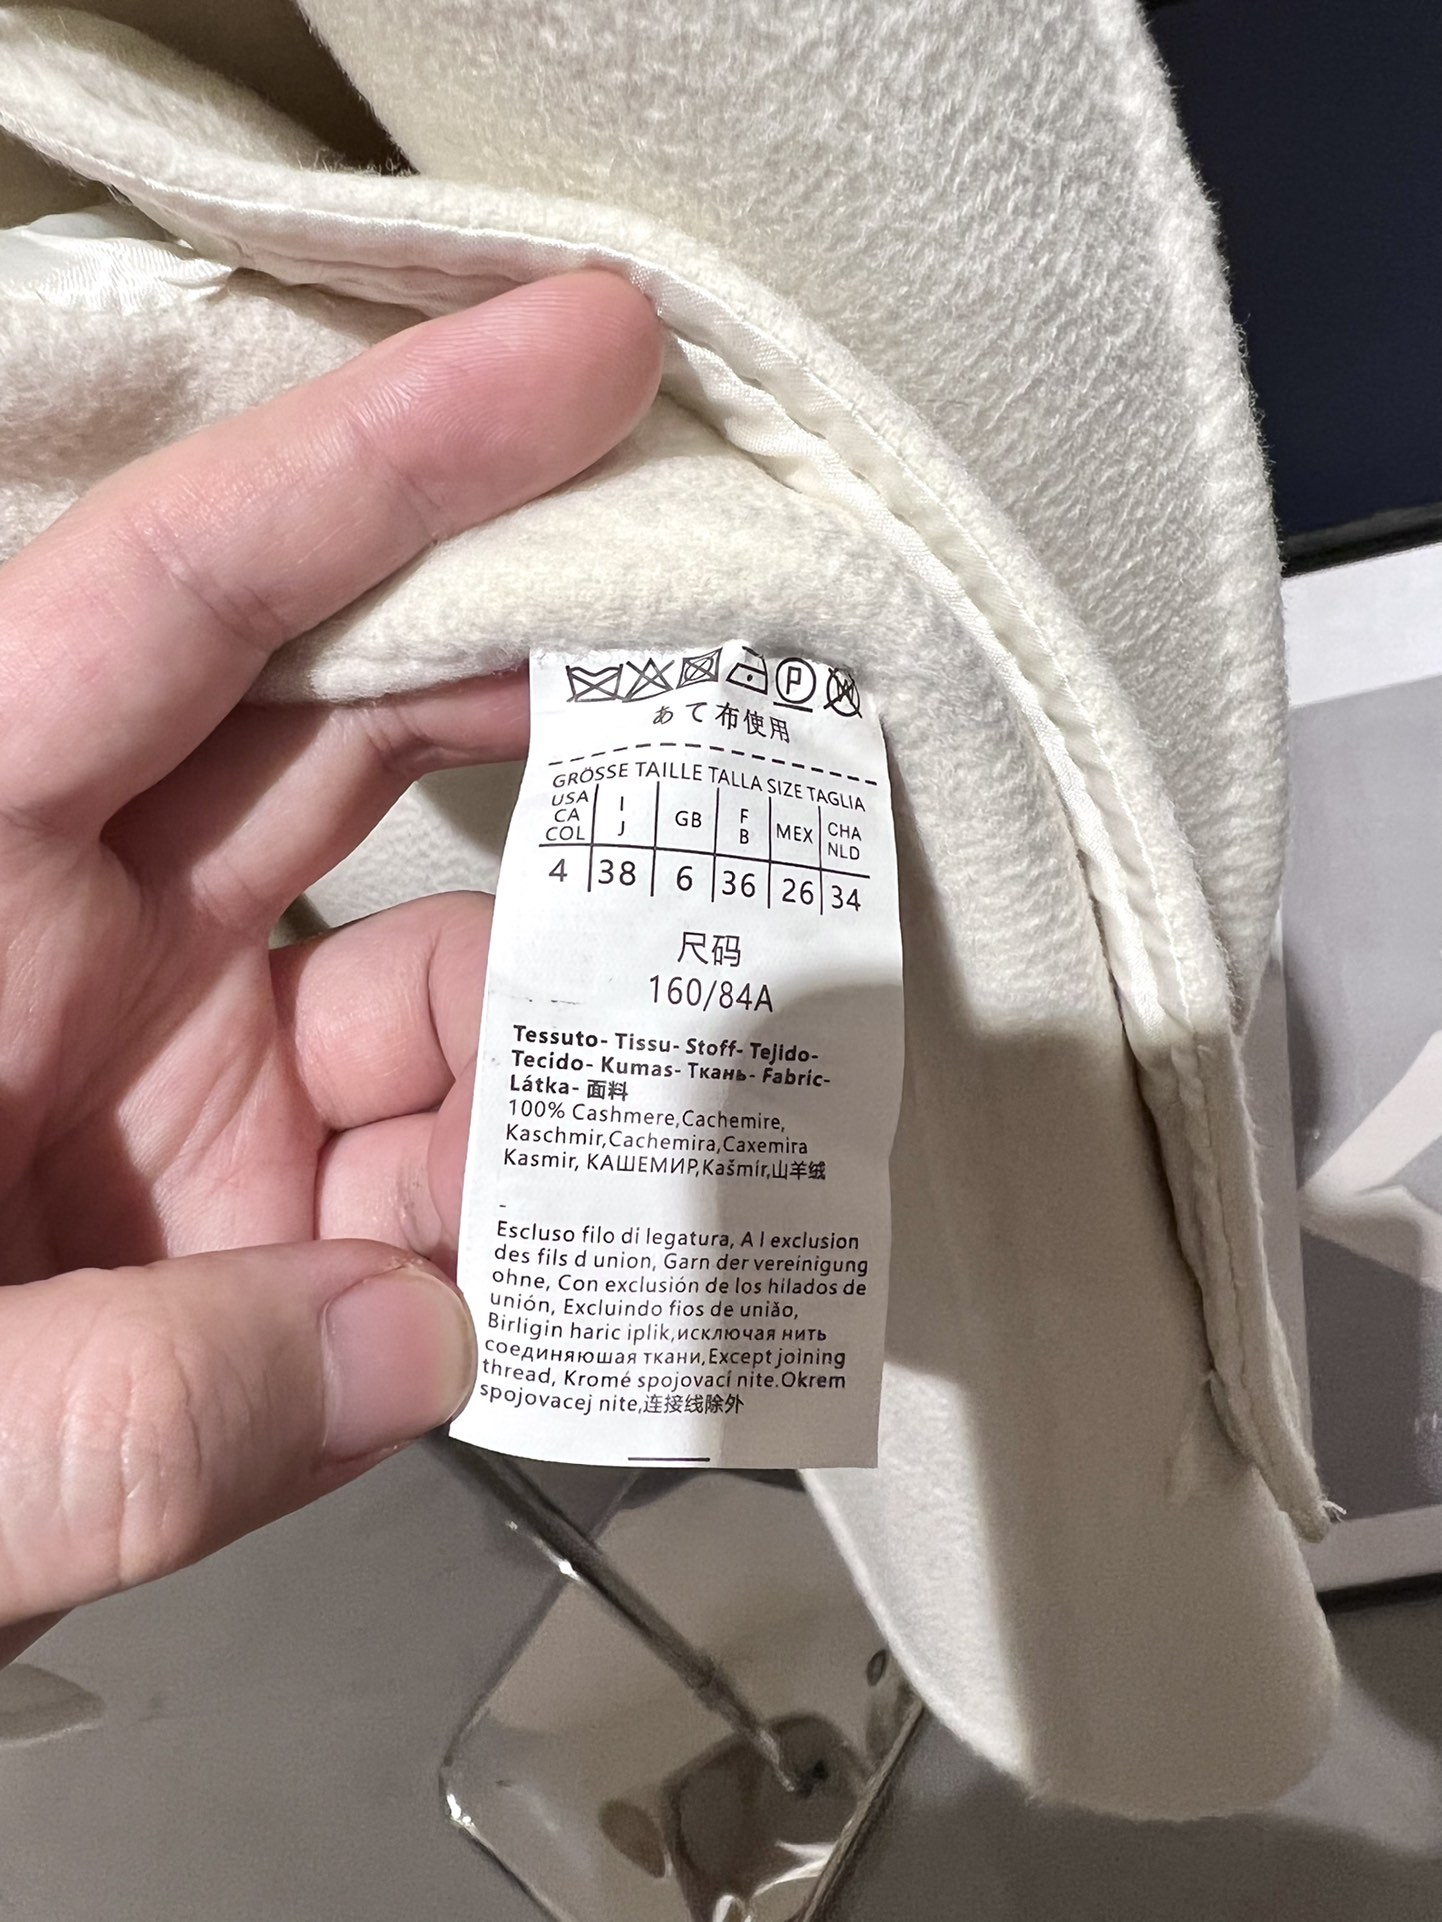 P
W
あて布使用
GRÖSSE TAILLE TALLA SIZE TAGLIA
USA CA COL | I J | GB | F B | MEX | CHA NLD
4 | 38 | 6 | 36 | 26 | 34
尺码
160/84A
Tessuto- Tissu- Stoff- Tejido-
Tecido- Kumas- Ткань- Fabric-
Látka- 面料
100% Cashmere,Cachemire,
Kaschmir,Cachemira,Caxemira
Kasmir, КАШЕМИР,Kašmír,山羊绒
-
Escluso filo di legatura, A l exclusion
des fils d union, Garn der vereinigung
ohne, Con exclusión de los hilados de
unión, Excluindo fios de uniăo,
Birligin haric iplik,исключая нить
соединяюшая ткани,Except joining
thread, Kromé spojovací nite.Okrem
spojovacej nite,连接线除外